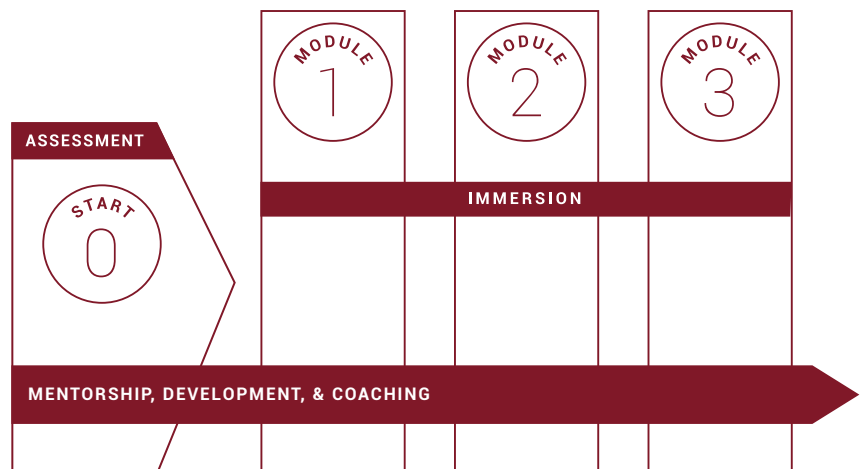 ASSESSMENT
START
0
MODULE
1
MODULE
2
MODULE
3
IMMERSION
MENTORSHIP, DEVELOPMENT, & COACHING